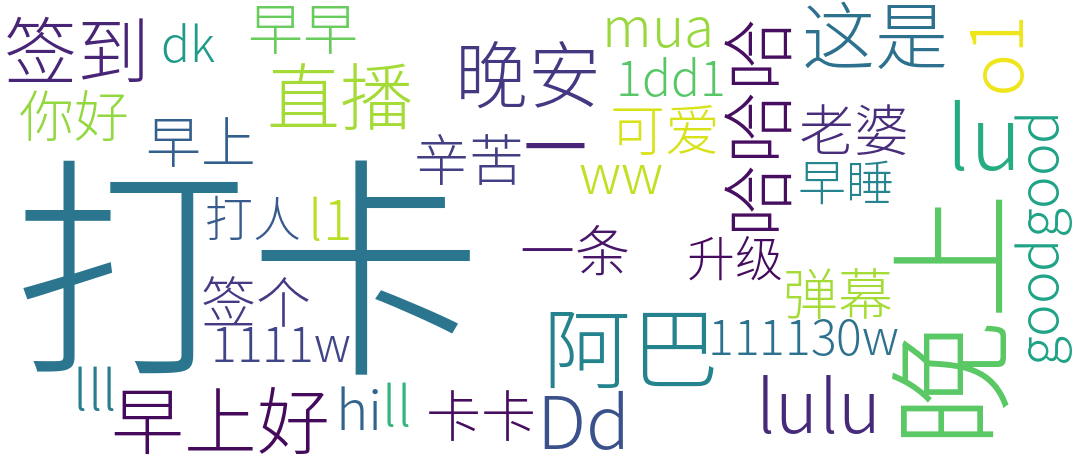 签到
dk
早早
你好
直播
早上
晚安
mua
1dd1
可爱
辛苦
一
ww
哈哈哈
这是
o1
老婆
早睡
lu
goodgood
打卡
打人
l1
签个
1111w
一条
升级
弹幕
晚上
阿巴
111130w
lll
早上好
hi
ll
卡卡
Dd
lulu